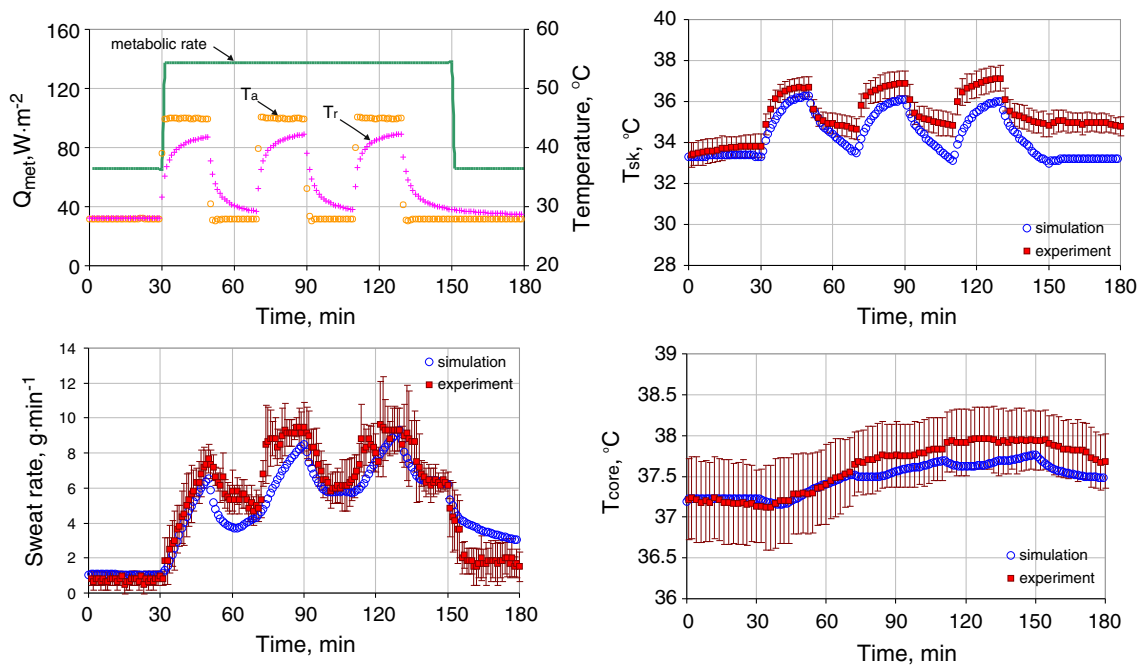 160
120
80
40
0
60
50
40
30
20
metabolic rate
Ta
Tr
Qmet, W·m-2
Temperature, oC
0 30 60 90 120 150 180
Time, min
40
38
36
34
32
30
28
Tsk, oC
simulation
experiment
0 30 60 90 120 150 180
Time, min
14
12
10
8
6
4
2
0
Sweat rate, g·min-1
simulation
experiment
0 30 60 90 120 150 180
Time, min
39
38.5
38
37.5
37
36.5
36
Tcore, oC
simulation
experiment
0 30 60 90 120 150 180
Time, min